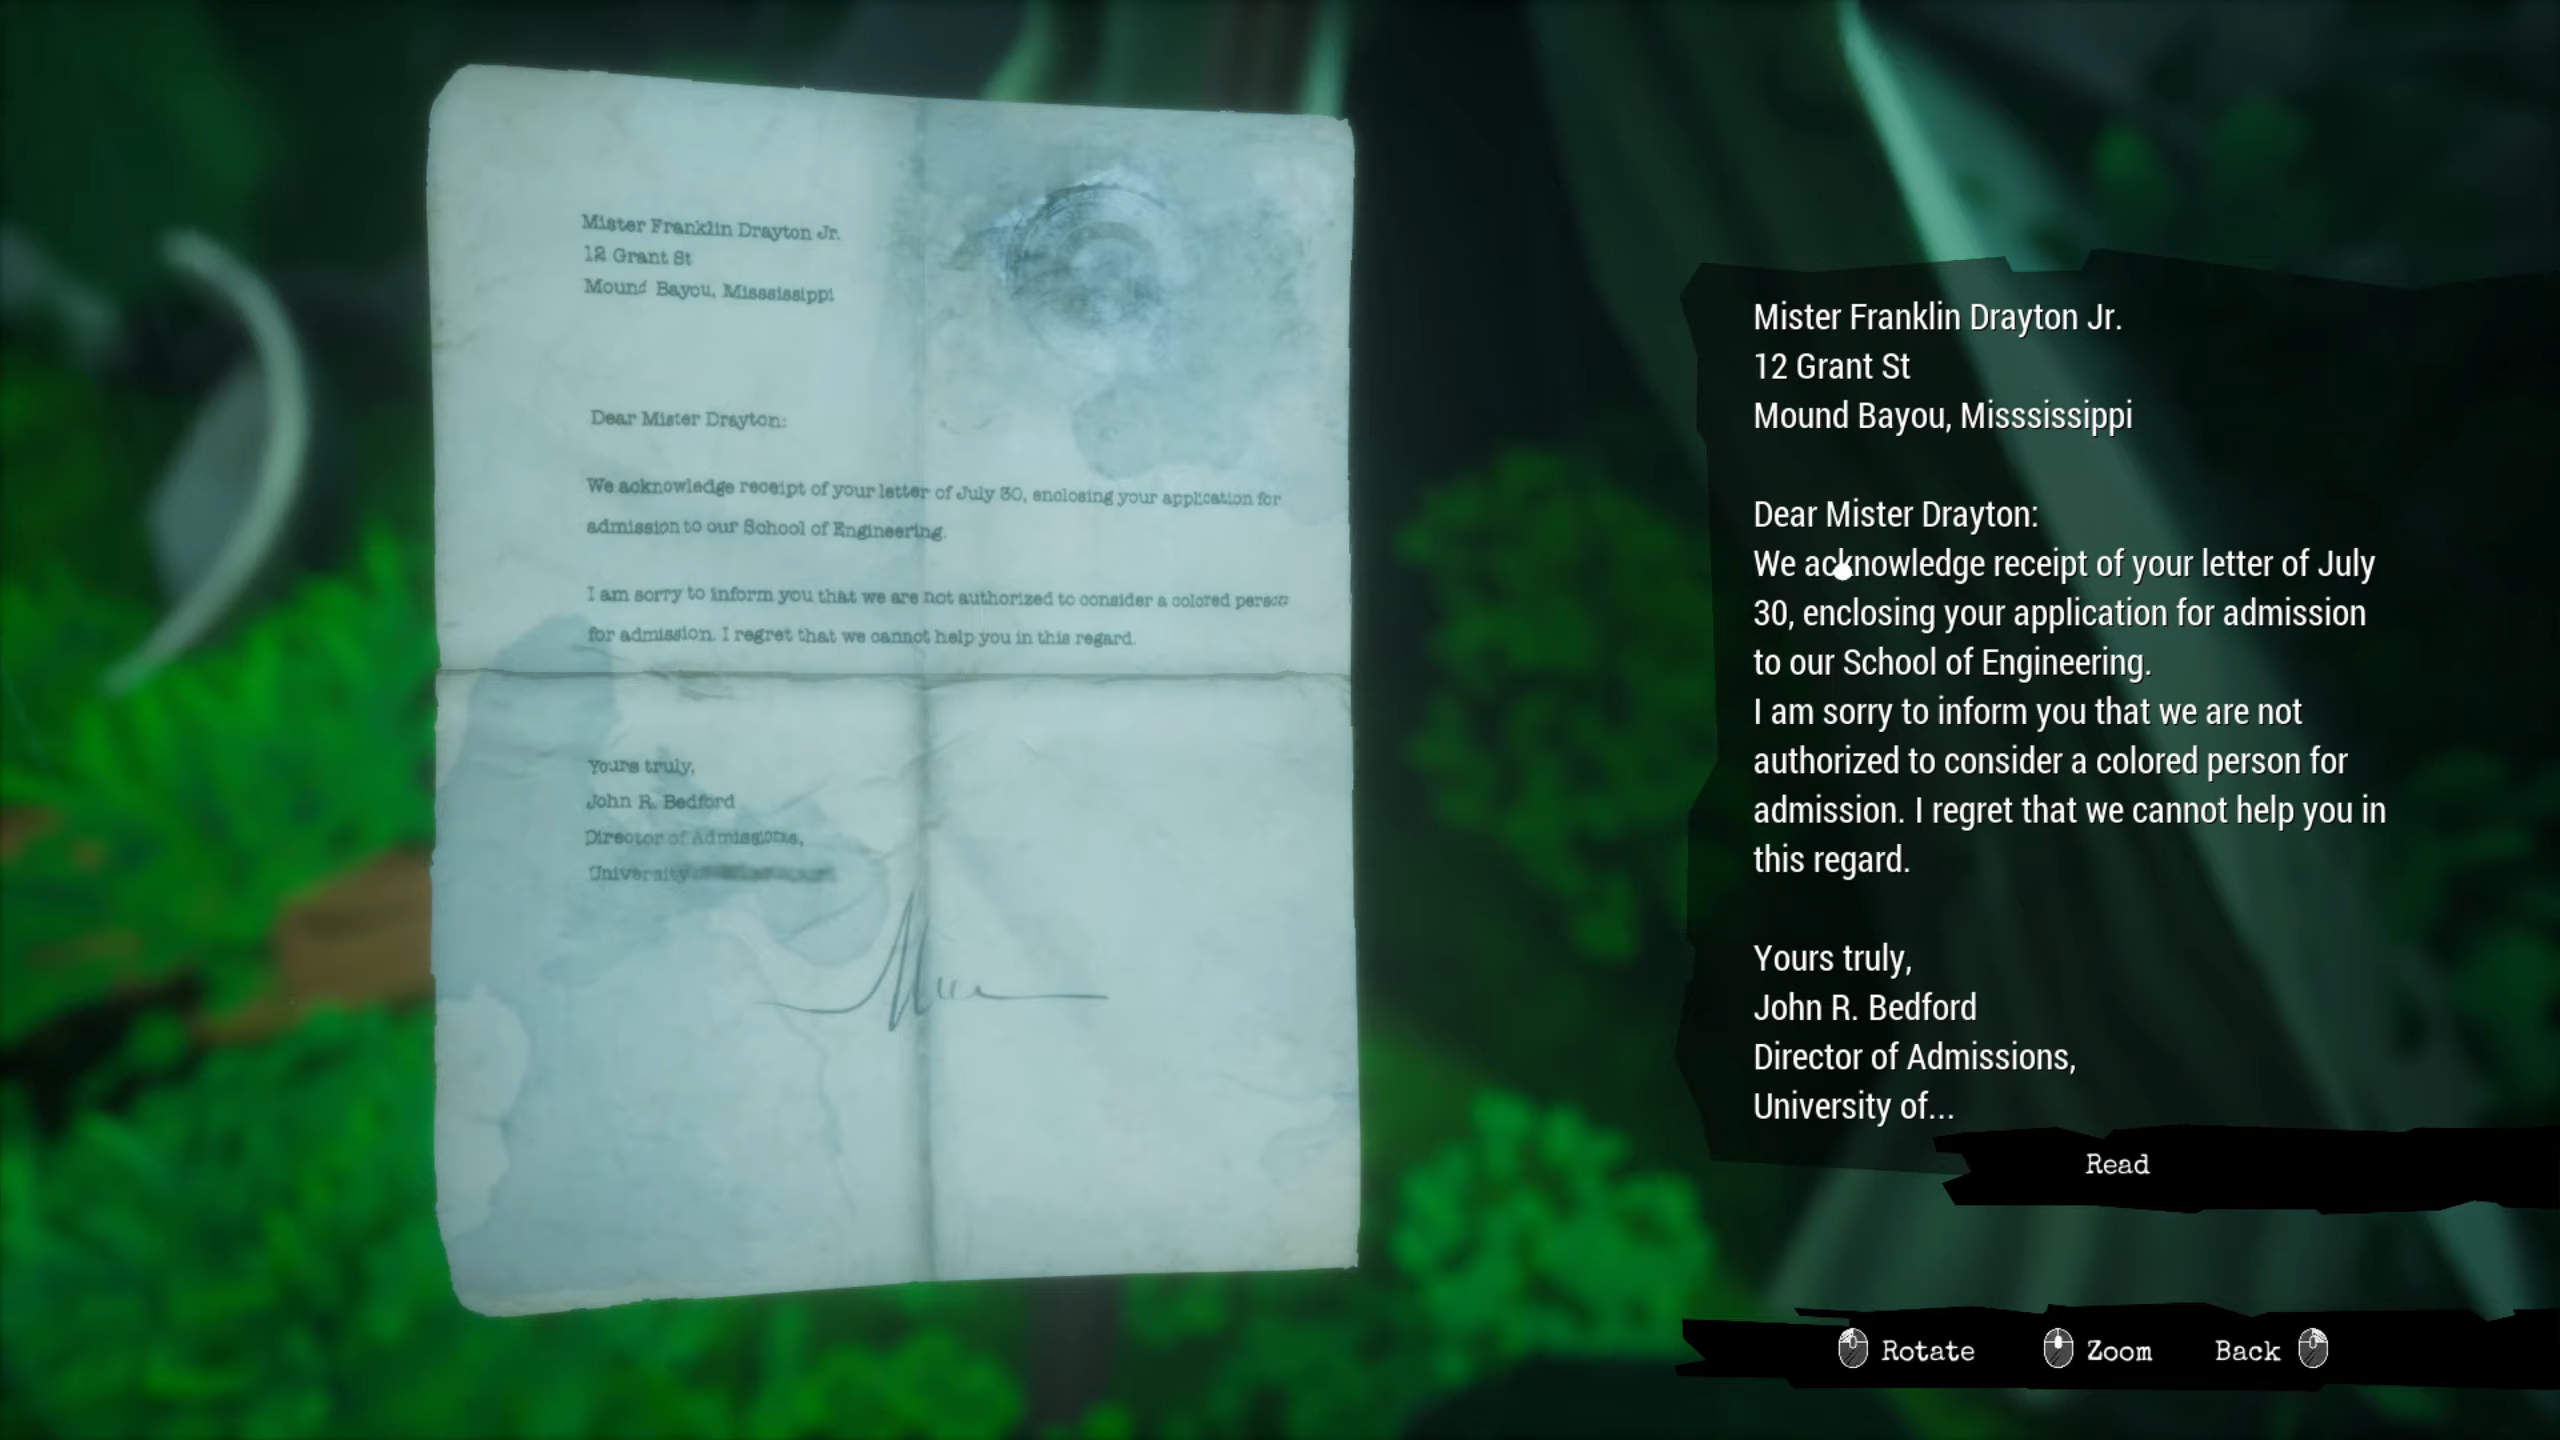 Mister Franklin Drayton Jr.
12 Grant St
Mound Bayou, Misssissippi
Dear Mister Drayton:
We acknowledge receipt of your letter of July 30, enclosing your application for
admission to our School of Engineering.
I am sorry to inform you that we are not authorized to consider a colored person
for admission. I regret that we cannot help you in this regard.
Yours truly,
John R. Bedford
Director of Admissions,
University
Mister Franklin Drayton Jr.
12 Grant St
Mound Bayou, Misssissippi
Dear Mister Drayton:
We acknowledge receipt of your letter of July
30, enclosing your application for admission
to our School of Engineering.
I am sorry to inform you that we are not
authorized to consider a colored person for
admission. I regret that we cannot help you in
this regard.
Yours truly,
John R. Bedford
Director of Admissions,
University of...
Read
Rotate Zoom Back